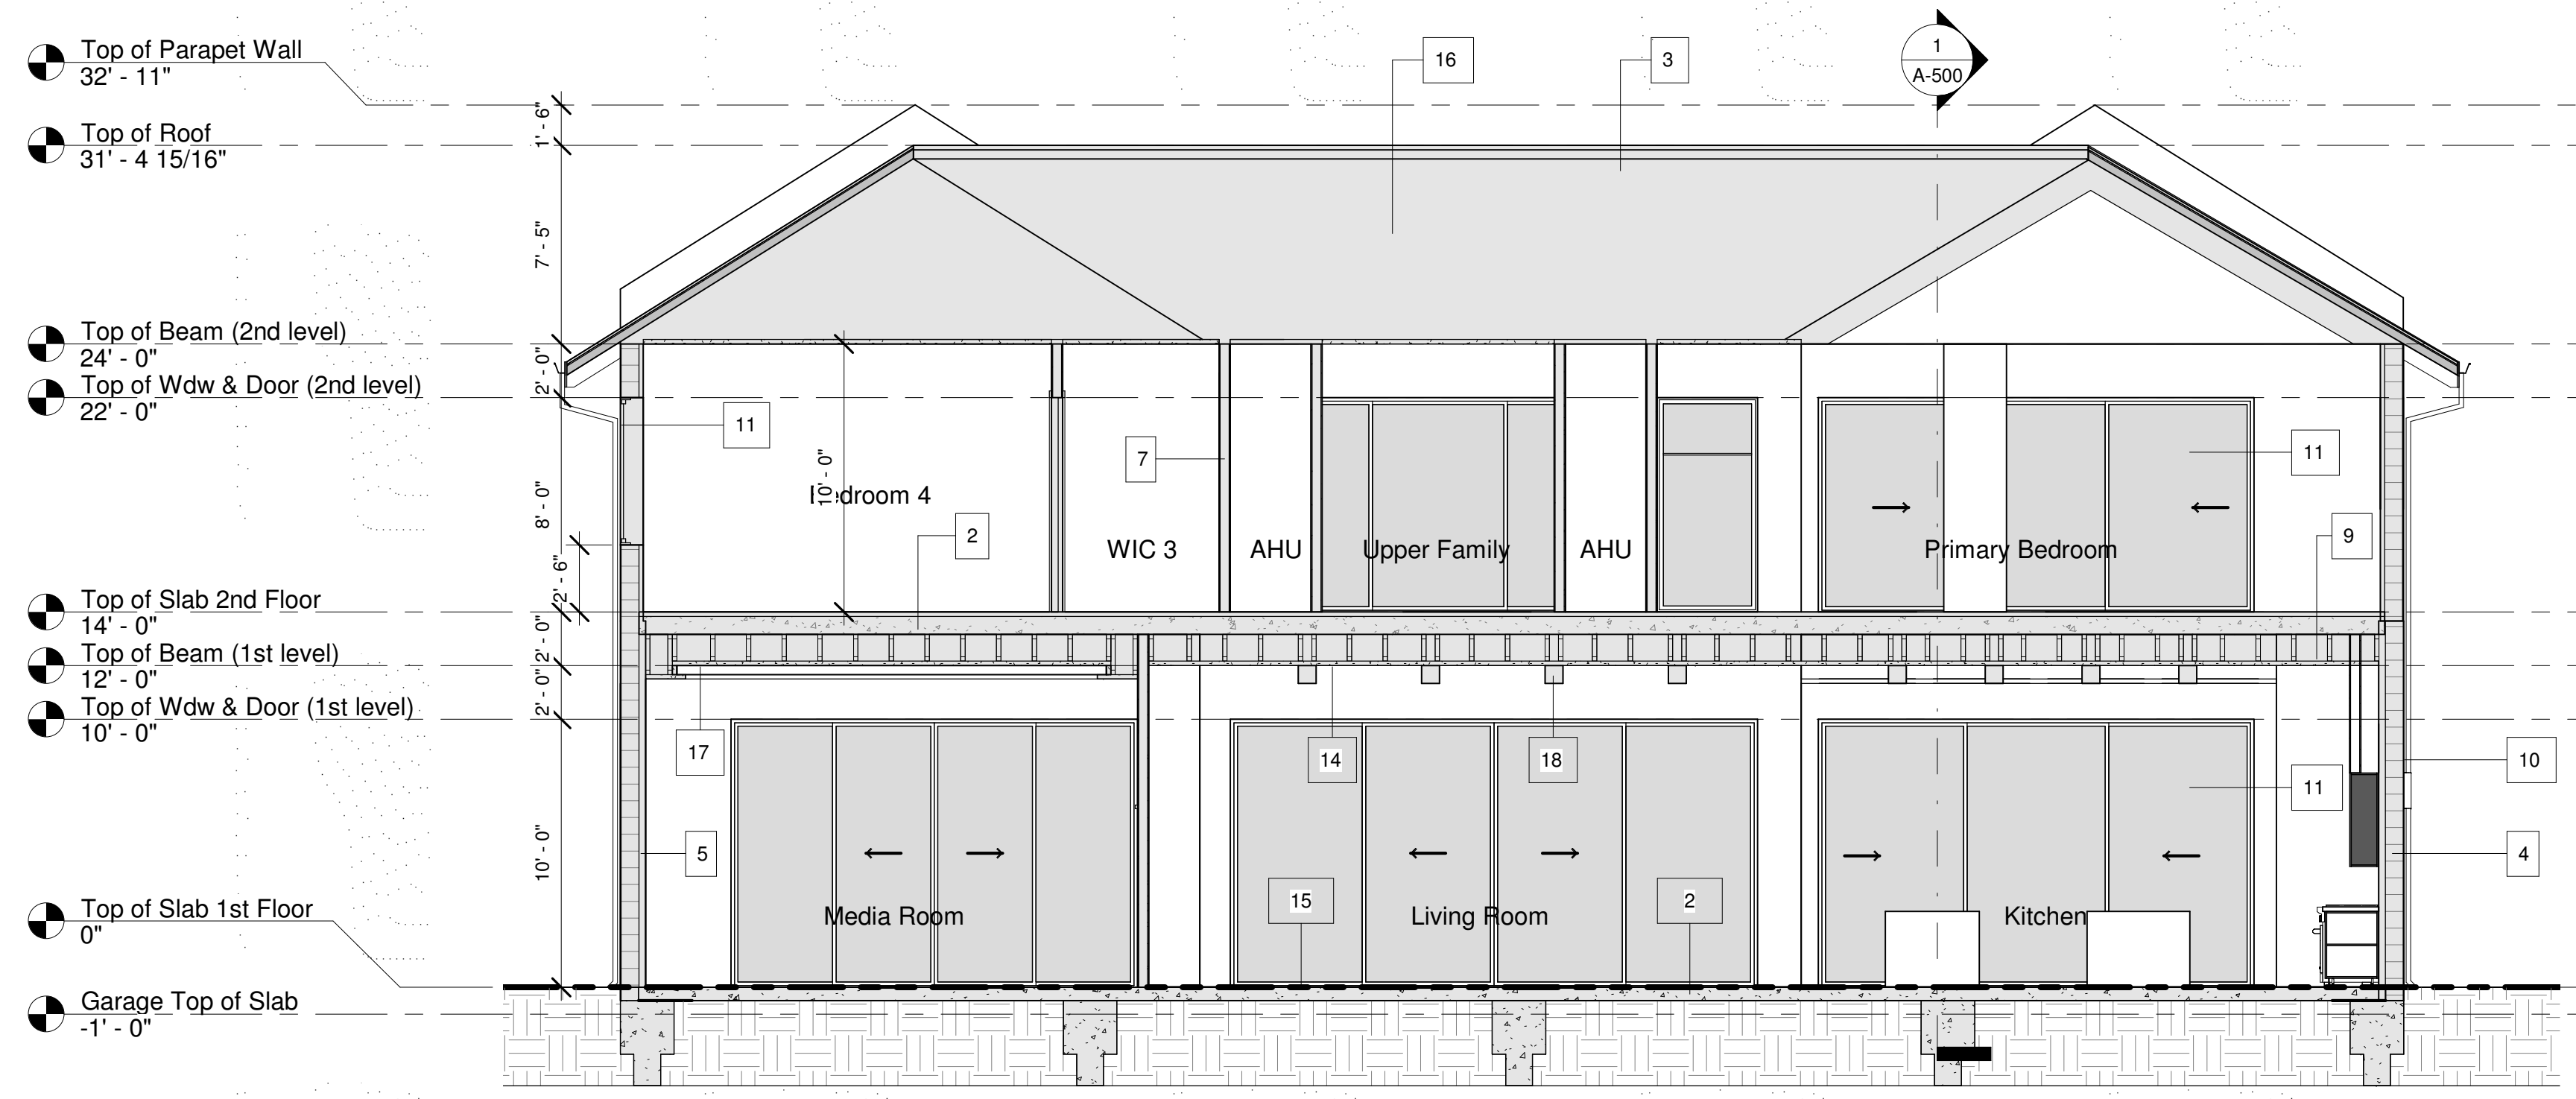 Top of Parapet Wall
32' - 11"
Top of Roof
31' - 4 15/16"
Top of Beam (2nd level)
24' - 0"
Top of Wdw & Door (2nd level)
22' - 0"
Top of Slab 2nd Floor
14' - 0"
Top of Beam (1st level)
12' - 0"
Top of Wdw & Door (1st level)
10' - 0"
Top of Slab 1st Floor
0"
Garage Top of Slab
-1' - 0"
1' - 6"
7' - 5"
2' - 0"
8' - 0"
2' - 6"
2' - 0"
2' - 0"
10' - 0"
16
3
1
A-500
11
7
10' - 0"
2
11
9
4
WIC 3
AHU
Upper Family
AHU
Primary Bedroom
17
14
18
10
11
5
4
15
2
Media Room
Living Room
Kitchen